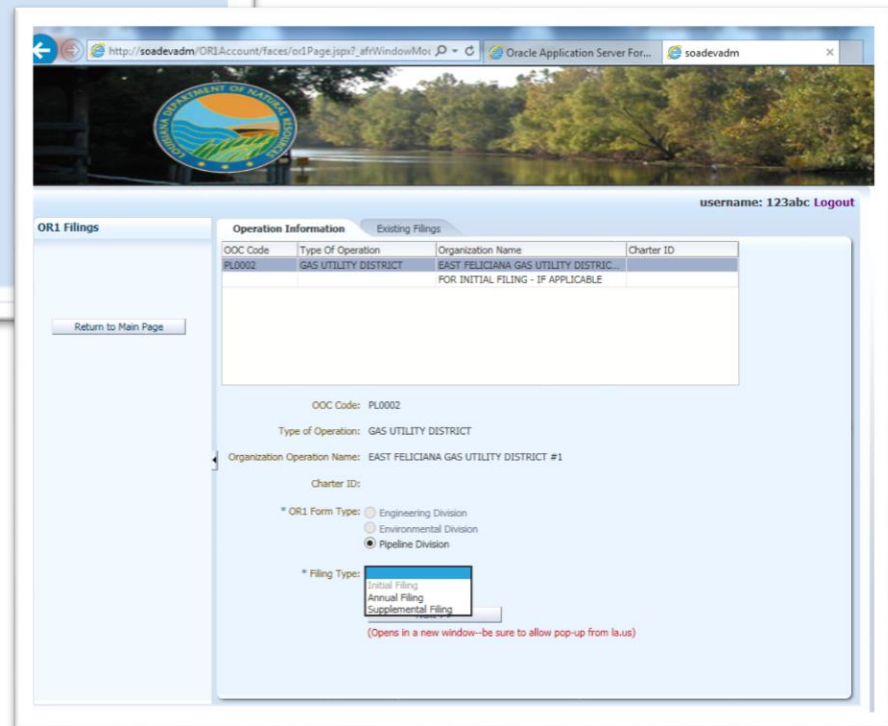 http://soadevadm/OR1Account/faces/or1Page.jspx?_afrWindowMo
Oracle Application Server For...
soadevadm
LOUISIANA DEPARTMENT OF NATURAL RESOURCES
username: 123abc Logout
OR1 Filings
Operation Information
Existing Filings
OOC Code
Type Of Operation
Organization Name
Charter ID
PL0002
GAS UTILITY DISTRICT
EAST FELICIANA GAS UTILITY DISTRIC...
FOR INITIAL FILING - IF APPLICABLE
Return to Main Page
OOC Code: PL0002
Type of Operation: GAS UTILITY DISTRICT
Organization Operation Name: EAST FELICIANA GAS UTILITY DISTRICT #1
Charter ID:
* OR1 Form Type: Engineering Division
Environmental Division
Pipeline Division
* Filing Type:
Initial Filing
Annual Filing
Supplemental Filing
(Opens in a new window--be sure to allow pop-up from la.us)